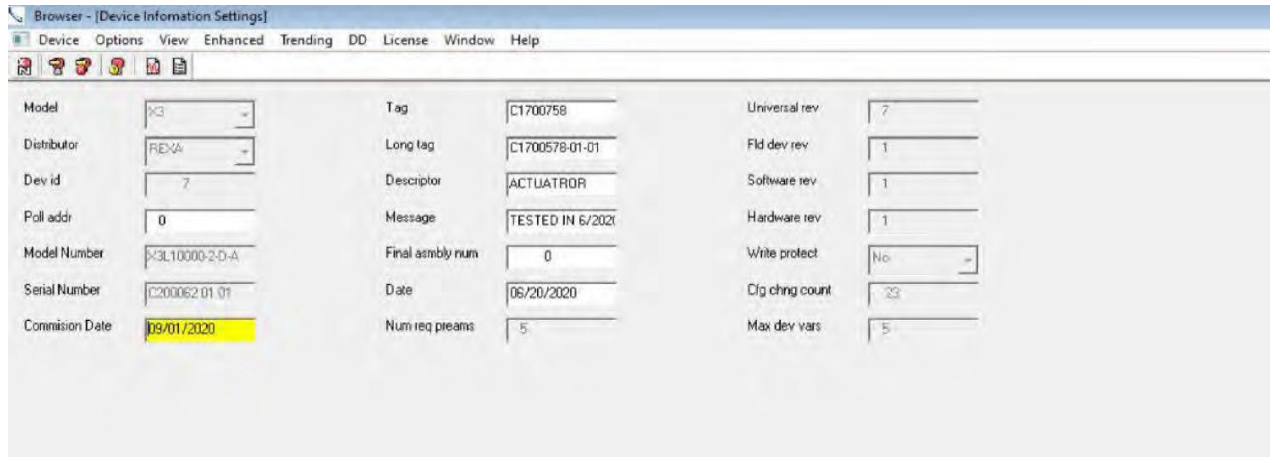 Browser - [Device Infomation Settings]
Device Options View Enhanced Trending DD License Window Help
Model X3 Tag C1700758 Universal rev 7
Distributor REXA Long tag C1700578-01-01 Fld dev rev 1
Dev id 7 Descriptor ACTUATROR Software rev 1
Poll addr 0 Message TESTED IN 6/2020 Hardware rev 1
Model Number X3L10000-2-D-A Final asmbly num 0 Write protect No
Serial Number C200062 01 01 Date 06/20/2020 Cfg chng count 23
Commision Date 09/01/2020 Num req preams 5 Max dev vars 5